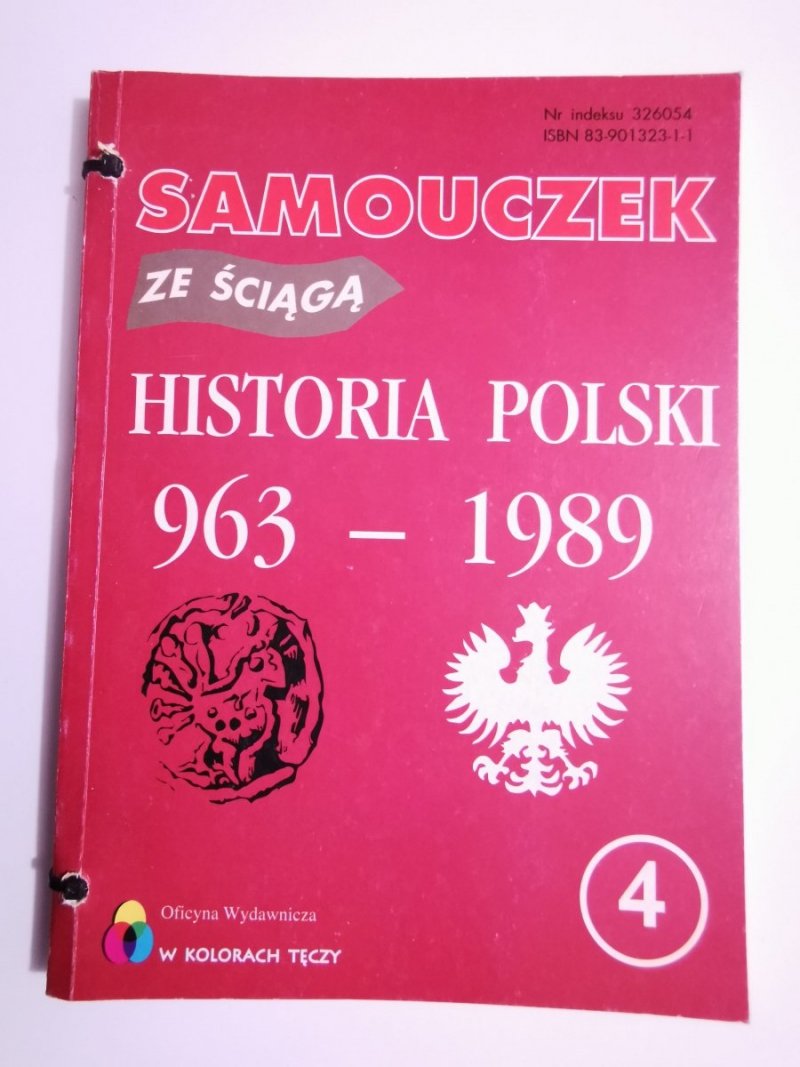 Nr indeksu 326054
ISBN 83-901323-1-1
SAMOUCZEK
ZE ŚCIĄGĄ
HISTORIA POLSKI
963 – 1989
4
Oficyna Wydawnicza
W KOLORACH TĘCZY